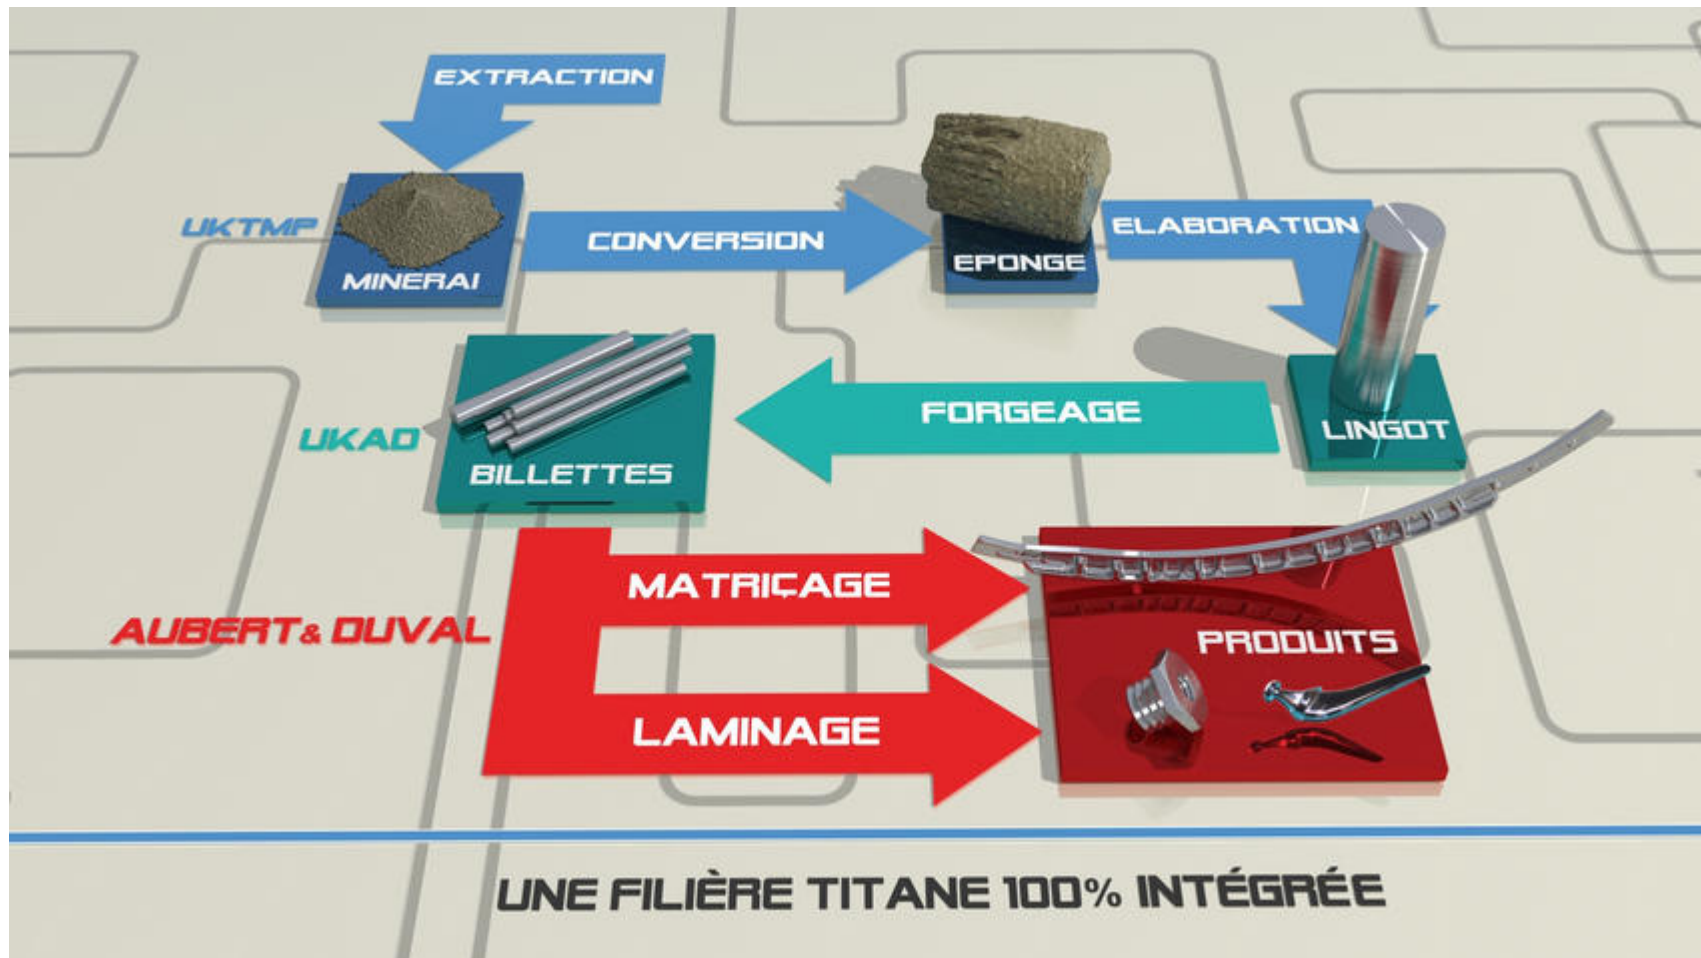 EXTRACTION
UKTMP
MINERAI
CONVERSION
EPONGE
ELABORATION
LINGOT
FORGEAGE
UKAD
BILLETTES
AUBERT & DUVAL
MATRIÇAGE
LAMINAGE
PRODUITS
UNE FILIÈRE TITANE 100% INTÉGRÉE